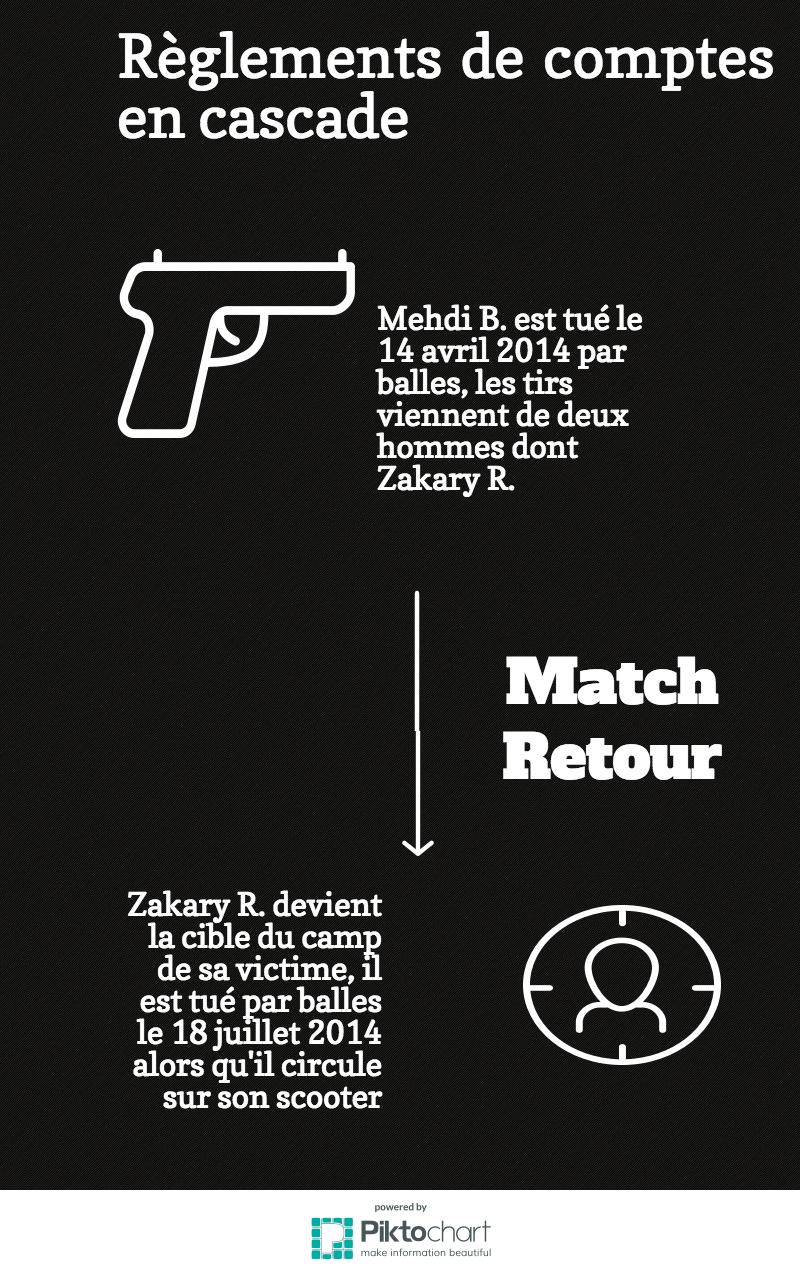 Règlements de comptes
en cascade
Mehdi B. est tué le
14 avril 2014 par
balles, les tirs
viennent de deux
hommes dont
Zakary R.
Match
Retour
Zakary R. devient
la cible du camp
de sa victime, il
est tué par balles
le 18 juillet 2014
alors qu'il circule
sur son scooter
powered by
Piktochart
make information beautiful